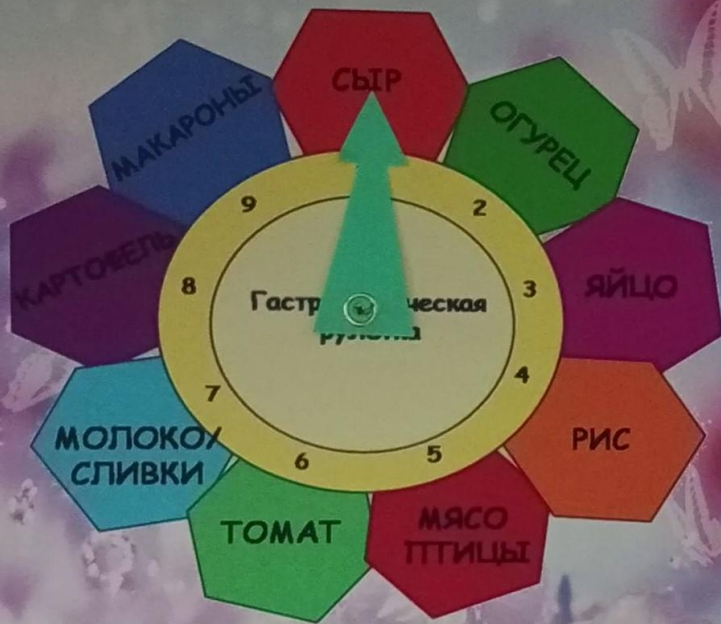 СЫР
ОГУРЕЦ
ЯЙЦО
РИС
МЯСО
ПТИЦЫ
ТОМАТ
МОЛОКО/
СЛИВКИ
КАРТОФЕЛЬ
МАКАРОНЫ
2
3
4
5
6
7
8
9